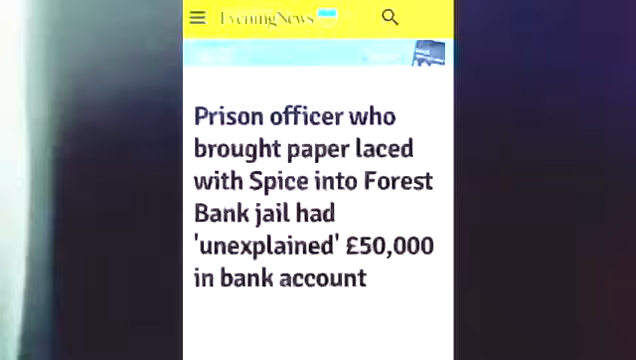 EveningNews
Prison officer who
brought paper laced
with Spice into Forest
Bank jail had
'unexplained' £50,000
in bank account